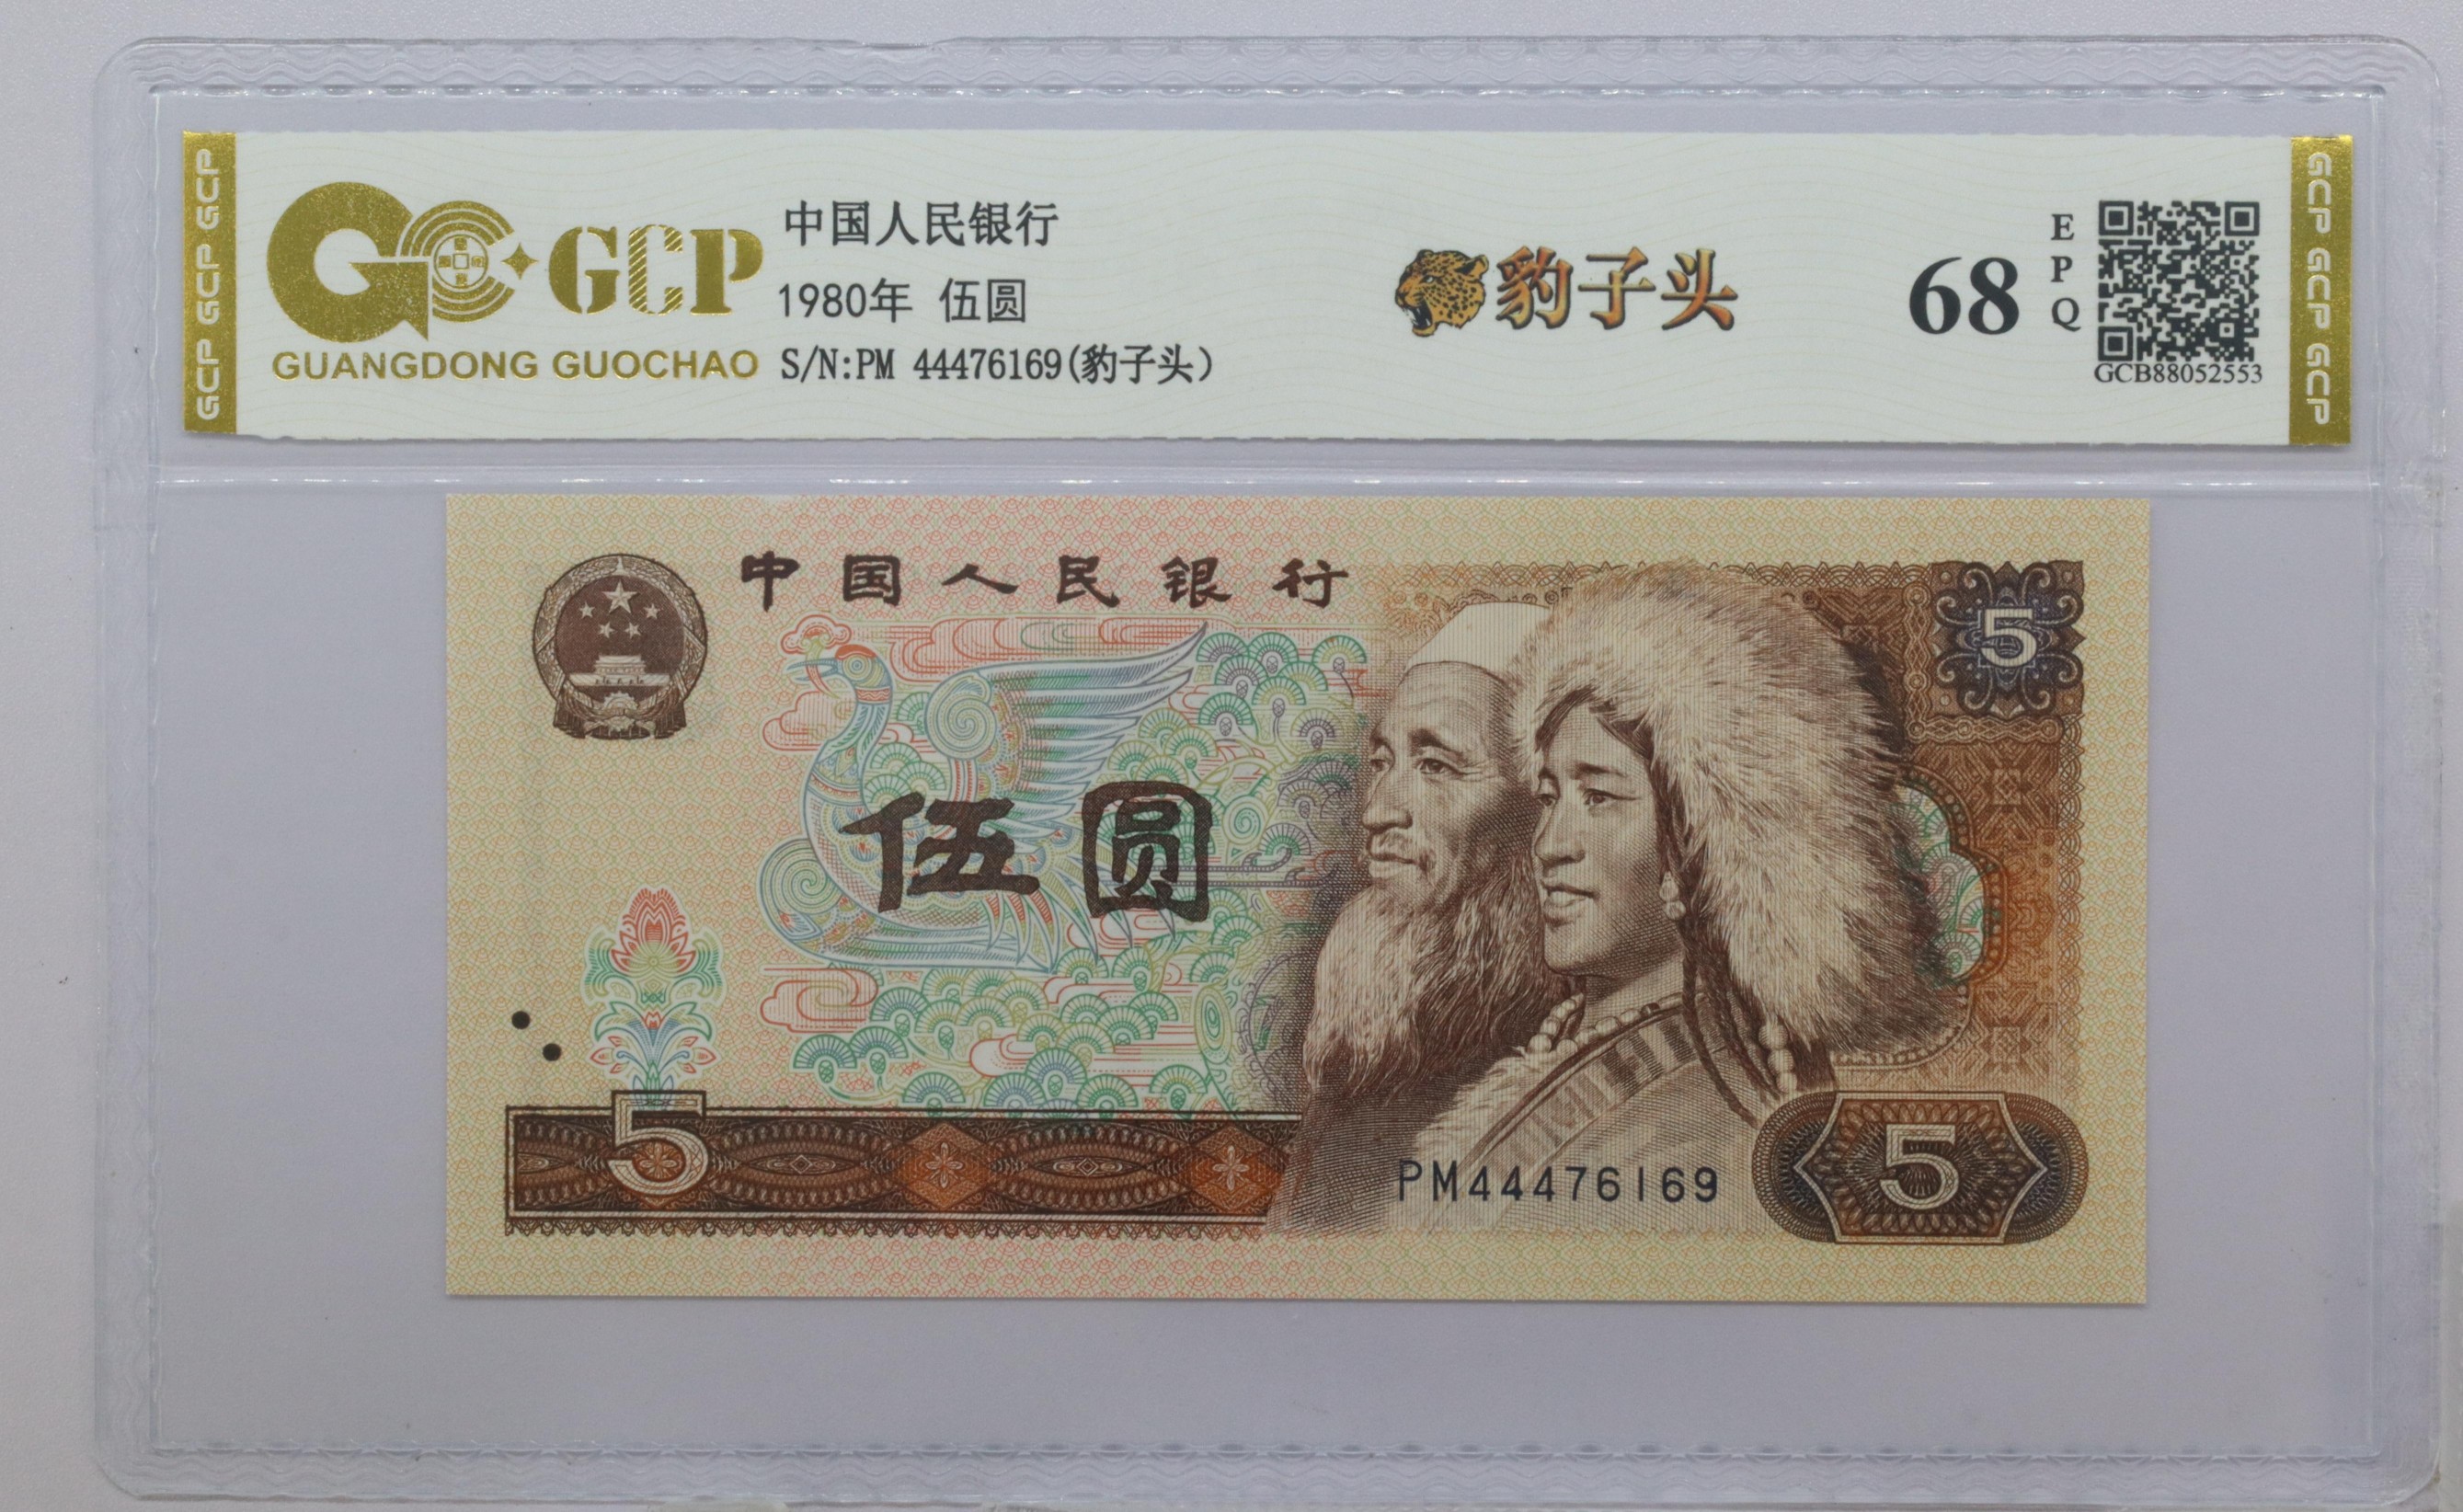 GCP GCP GCP
GCP
GUANGDONG GUOCHAO
中国人民银行
1980年 伍圆
S/N:PM 44476169(豹子头)
豹子头
68
EPQ
GCB88052553
GCP GCP GCP
中国人民银行
5
伍圆
5
PM44476169
5